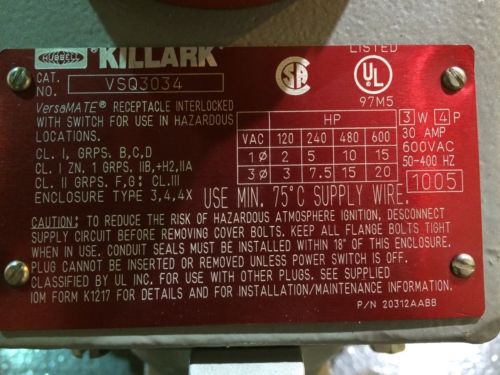 HUBBELL ® KILLARK®
LISTED
CAT. NO. VSQ3034
SA ® UL ®
97M5
VersaMATE® RECEPTACLE INTERLOCKED
WITH SWITCH FOR USE IN HAZARDOUS
LOCATIONS.
CL. I, GRPS. B,C,D
CL. I ZN. 1 GRPS. IIB,+H2,IIA
CL. II GRPS. F,G; CL.III
ENCLOSURE TYPE 3,4,4X
HP
VAC 120 240 480 600
1Ø 2 5 10 15
3Ø 3 7.5 15 20
3 W 4 P
30 AMP
600VAC
50-400 HZ
1005
USE MIN. 75°C SUPPLY WIRE.
CAUTION: TO REDUCE THE RISK OF HAZARDOUS ATMOSPHERE IGNITION, DISCONNECT
SUPPLY CIRCUIT BEFORE REMOVING COVER BOLTS. KEEP ALL FLANGE BOLTS TIGHT
WHEN IN USE. CONDUIT SEALS MUST BE INSTALLED WITHIN 18" OF THIS ENCLOSURE.
PLUG CANNOT BE INSERTED OR REMOVED UNLESS POWER SWITCH IS OFF.
CLASSIFIED BY UL INC. FOR USE WITH OTHER PLUGS. SEE SUPPLIED
IOM FORM K1217 FOR DETAILS AND FOR INSTALLATION/MAINTENANCE INFORMATION.
P/N 20312AABB